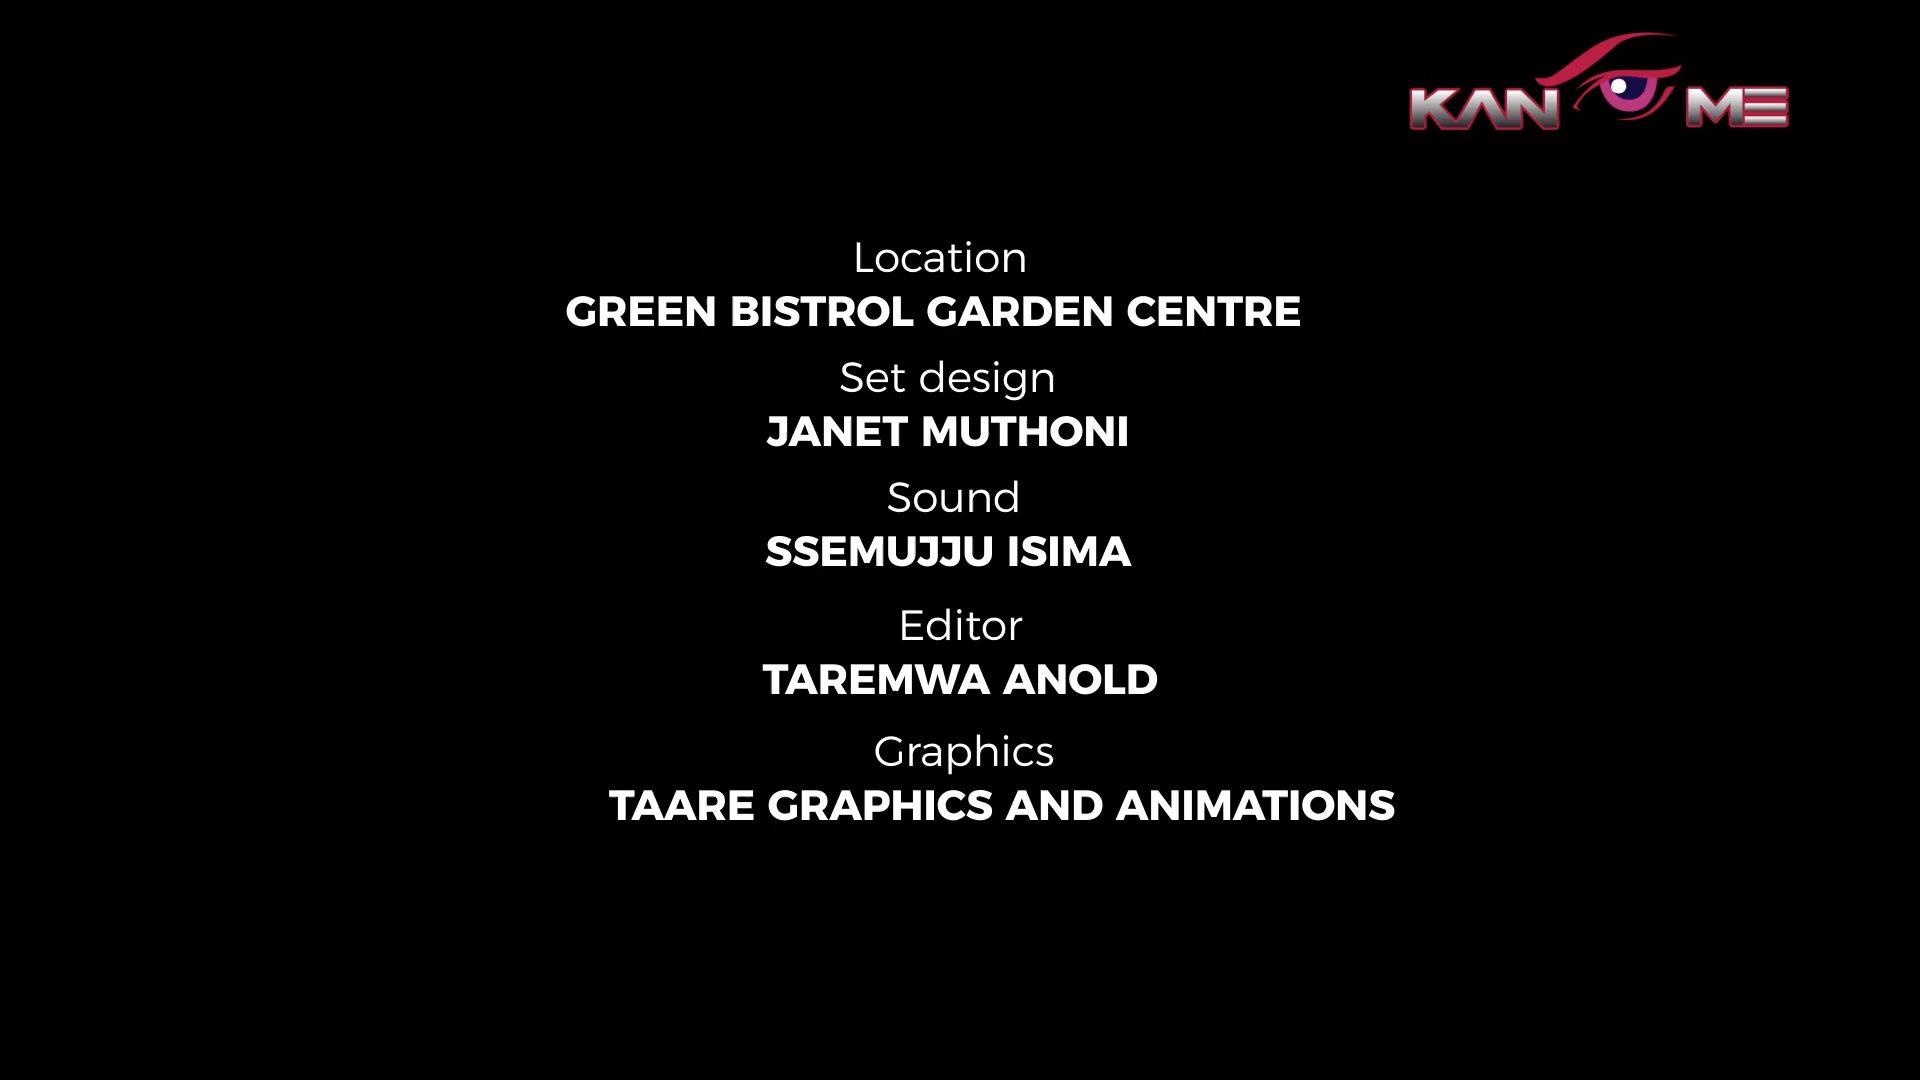 KAN ME
Location
GREEN BISTROL GARDEN CENTRE
Set design
JANET MUTHONI
Sound
SSEMUJJU ISIMA
Editor
TAREMWA ANOLD
Graphics
TAARE GRAPHICS AND ANIMATIONS